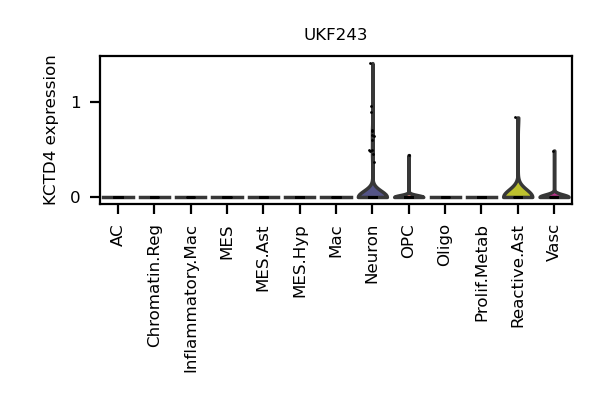 UKF243
KCTD4 expression
1
0
AC
Chromatin.Reg
Inflammatory.Mac
MES
MES.Ast
MES.Hyp
Mac
Neuron
OPC
Oligo
Prolif.Metab
Reactive.Ast
Vasc